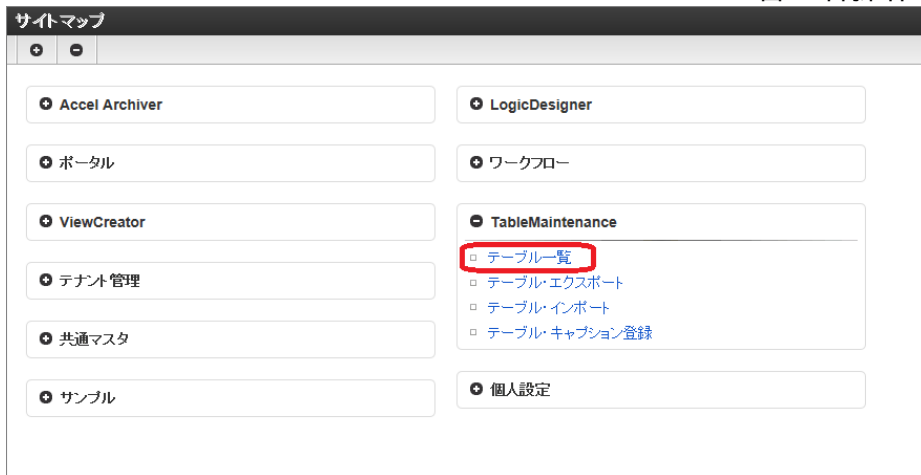 サイトマップ
Accel Archiver
ポータル
ViewCreator
テナント管理
共通マスタ
サンプル
LogicDesigner
ワークフロー
TableMaintenance
テーブル一覧
テーブル・エクスポート
テーブル・インポート
テーブル・キャプション登録
個人設定